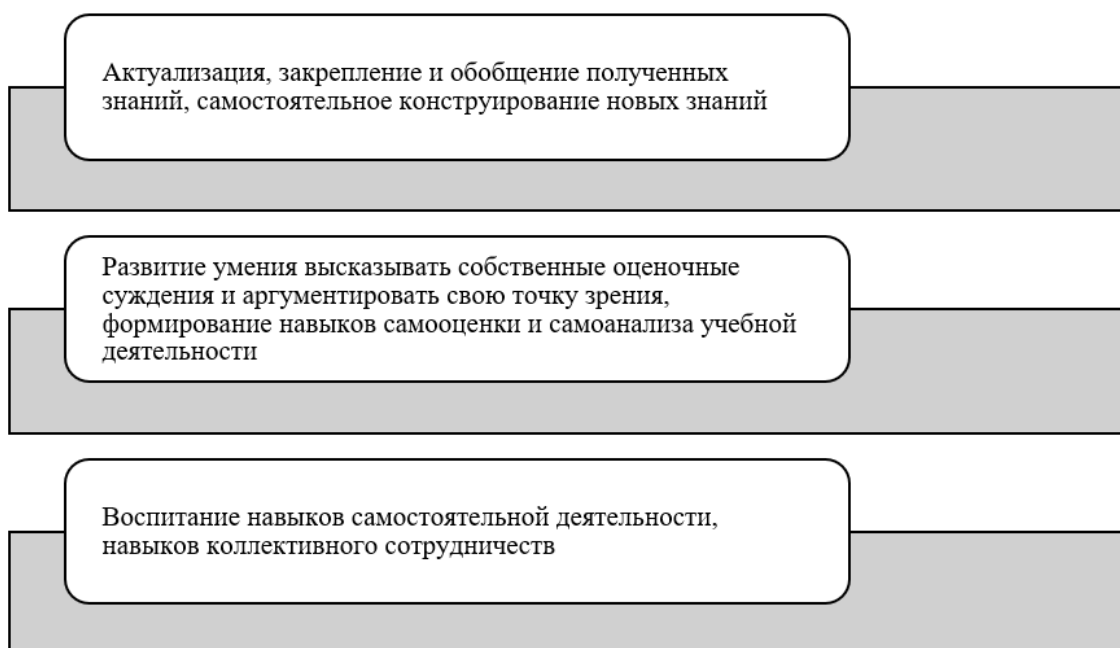 Актуализация, закрепление и обобщение полученных
знаний, самостоятельное конструирование новых знаний
Развитие умения высказывать собственные оценочные
суждения и аргументировать свою точку зрения,
формирование навыков самооценки и самоанализа учебной
деятельности
Воспитание навыков самостоятельной деятельности,
навыков коллективного сотрудничеств